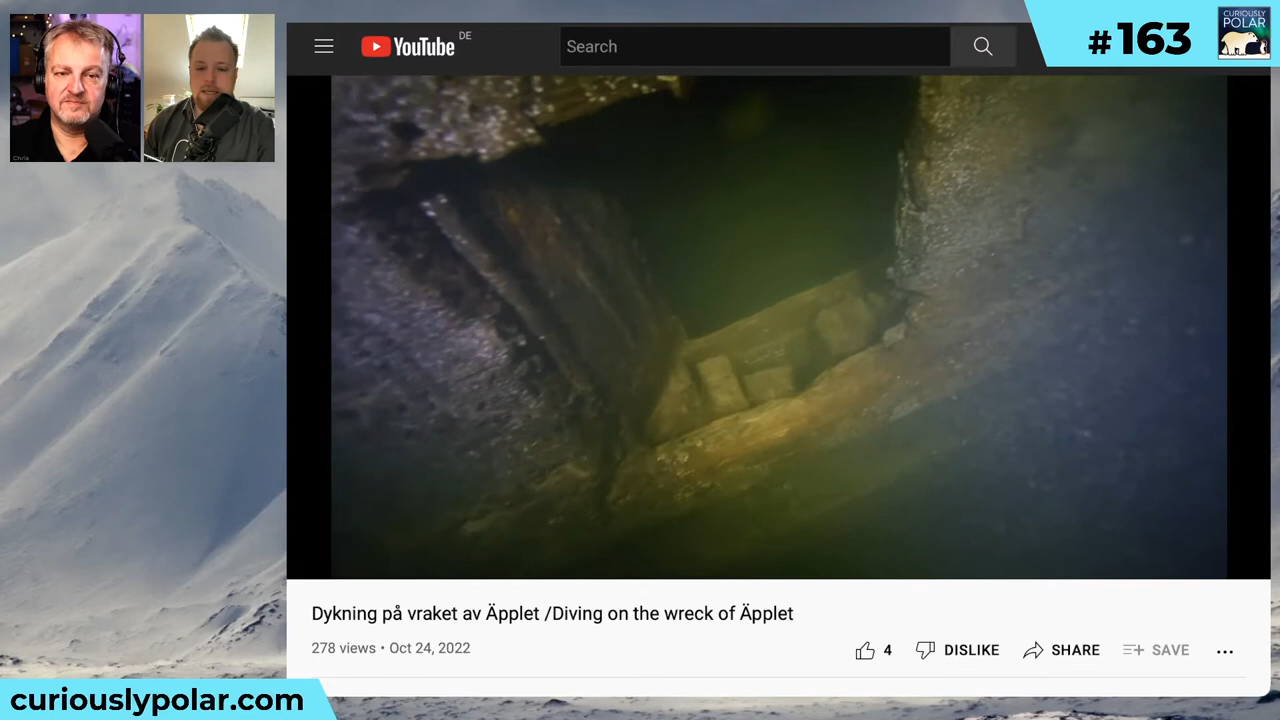 Chris
YouTube DE
Search
#163
CURIOUSLY
POLAR
Dykning på vraket av Äpplet /Diving on the wreck of Äpplet
278 views • Oct 24, 2022
4 DISLIKE SHARE SAVE
curiouslypolar.com